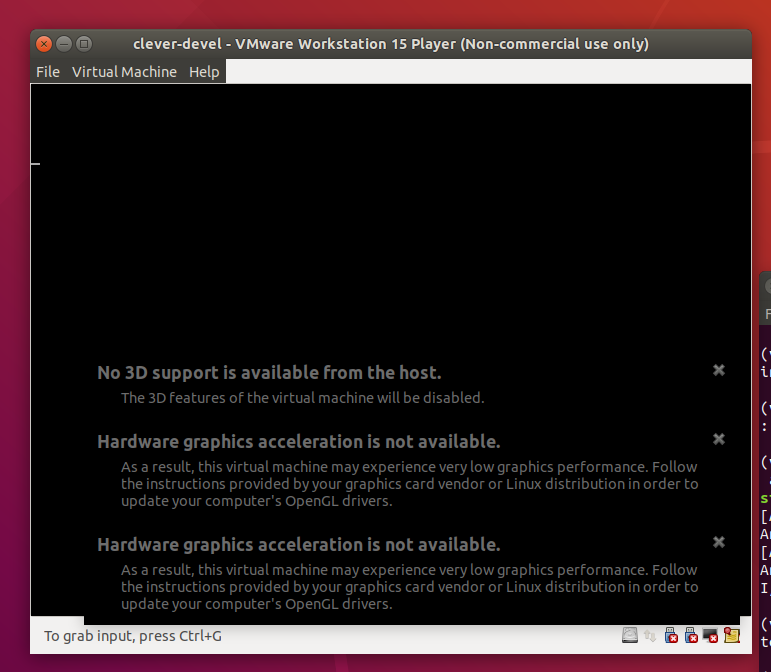 clever-devel - VMware Workstation 15 Player (Non-commercial use only)
File Virtual Machine Help
No 3D support is available from the host.
The 3D features of the virtual machine will be disabled.
Hardware graphics acceleration is not available.
As a result, this virtual machine may experience very low graphics performance. Follow
the instructions provided by your graphics card vendor or Linux distribution in order to
update your computer's OpenGL drivers.
Hardware graphics acceleration is not available.
As a result, this virtual machine may experience very low graphics performance. Follow
the instructions provided by your graphics card vendor or Linux distribution in order to
update your computer's OpenGL drivers.
To grab input, press Ctrl+G